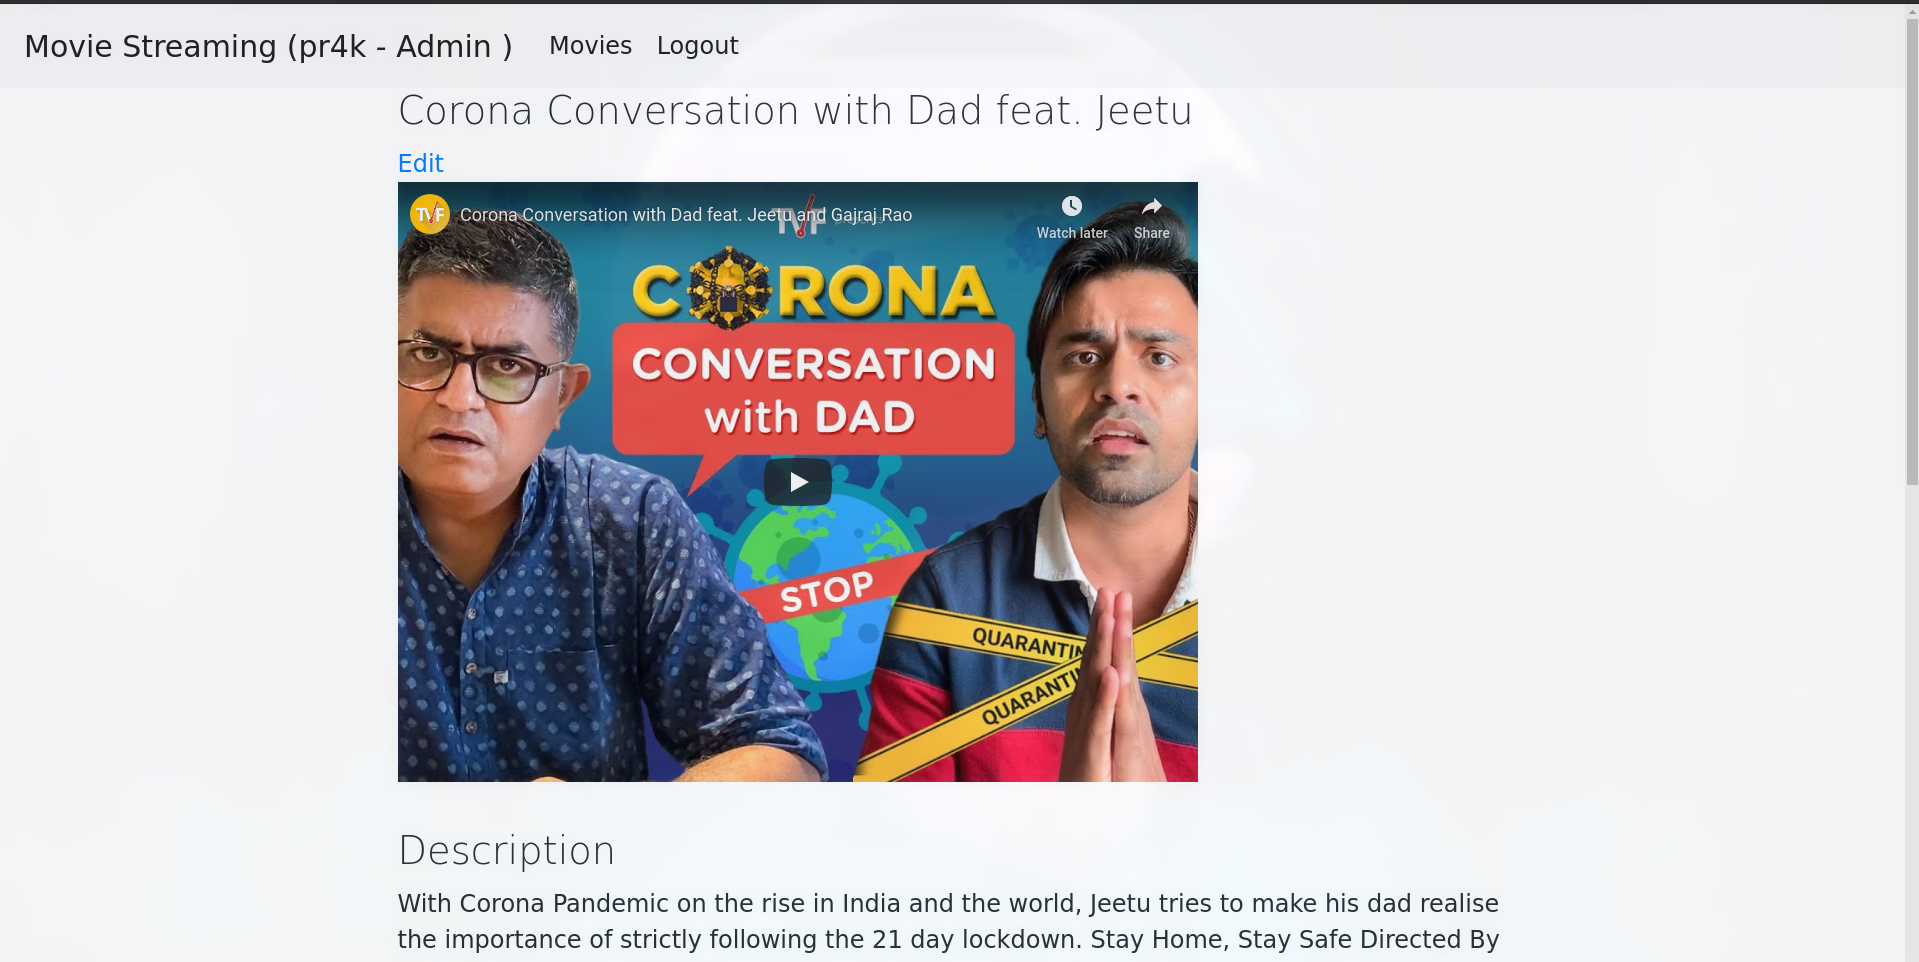 Movie Streaming (pr4k - Admin ) Movies Logout
Corona Conversation with Dad feat. Jeetu
Edit
TVF Corona Conversation with Dad feat. Jeetu and Gajraj Rao
TVF
Watch later Share
CORONA
CONVERSATION
with DAD
STOP
QUARANTIN
QUARANTI
Description
With Corona Pandemic on the rise in India and the world, Jeetu tries to make his dad realise
the importance of strictly following the 21 day lockdown. Stay Home, Stay Safe Directed By